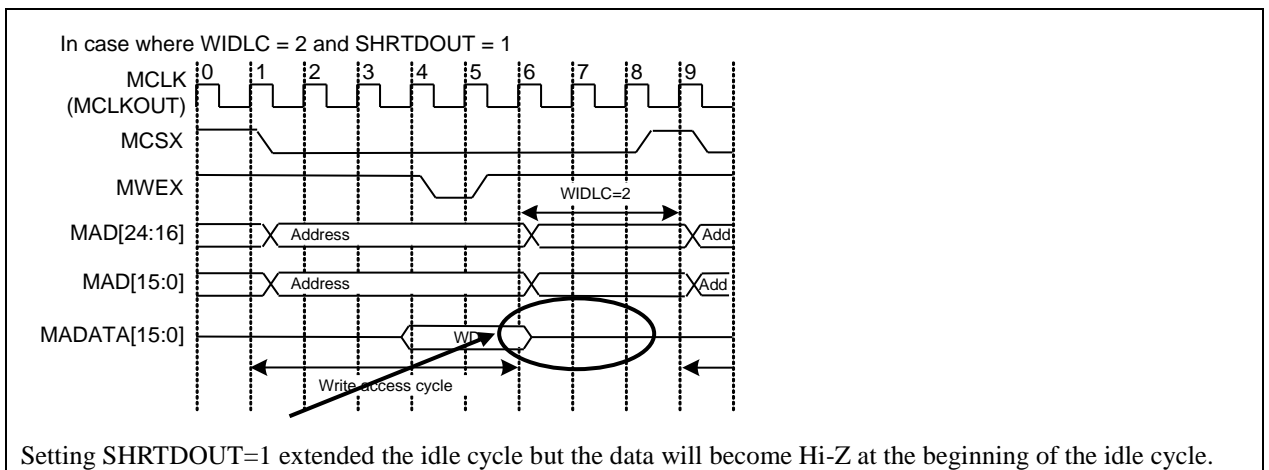 In case where WIDLC = 2 and SHRTDOUT = 1
0 1 2 3 4 5 6 7 8 9
MCLK
(MCLKOUT)
MCSX
MWEX
WIDLC=2
MAD[24:16]
Address
Add
MAD[15:0]
Address
Add
MADATA[15:0]
WD
Write access cycle
Setting SHRTDOUT=1 extended the idle cycle but the data will become Hi-Z at the beginning of the idle cycle.